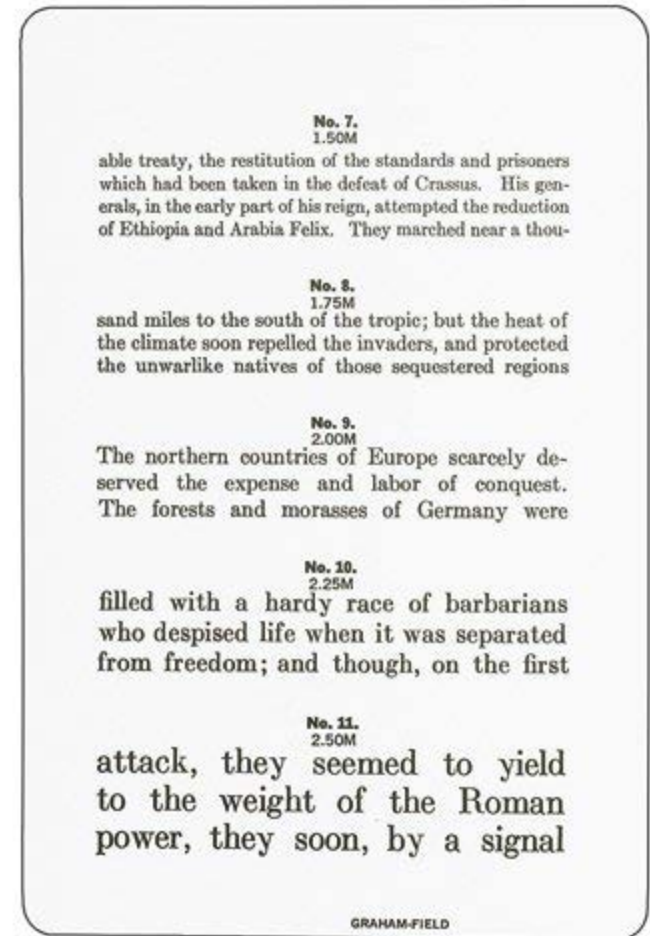 No. 7.
1.50M
able treaty, the restitution of the standards and prisoners
which had been taken in the defeat of Crassus. His gen-
erals, in the early part of his reign, attempted the reduction
of Ethiopia and Arabia Felix. They marched near a thou-
No. 8.
1.75M
sand miles to the south of the tropic; but the heat of
the climate soon repelled the invaders, and protected
the unwarlike natives of those sequestered regions
No. 9.
2.00M
The northern countries of Europe scarcely de-
served the expense and labor of conquest.
The forests and morasses of Germany were
No. 10.
2.25M
filled with a hardy race of barbarians
who despised life when it was separated
from freedom; and though, on the first
No. 11.
2.50M
attack, they seemed to yield
to the weight of the Roman
power, they soon, by a signal
GRAHAM-FIELD